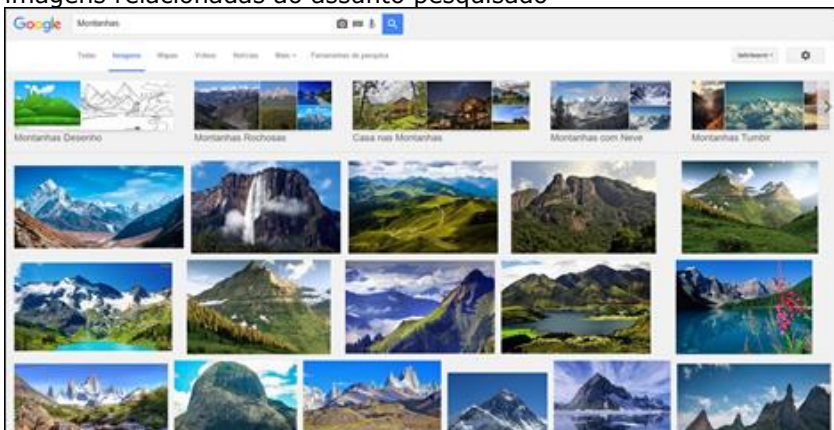 imagens relacionadas ao assunto pesquisado
Google Montanhas
Todas Imagens Mapas Vídeos Notícias Mais Ferramentas de pesquisa
SafeSearch
Montanhas Desenho Montanhas Rochosas Casa nas Montanhas Montanhas com Neve Montanhas Tumblr